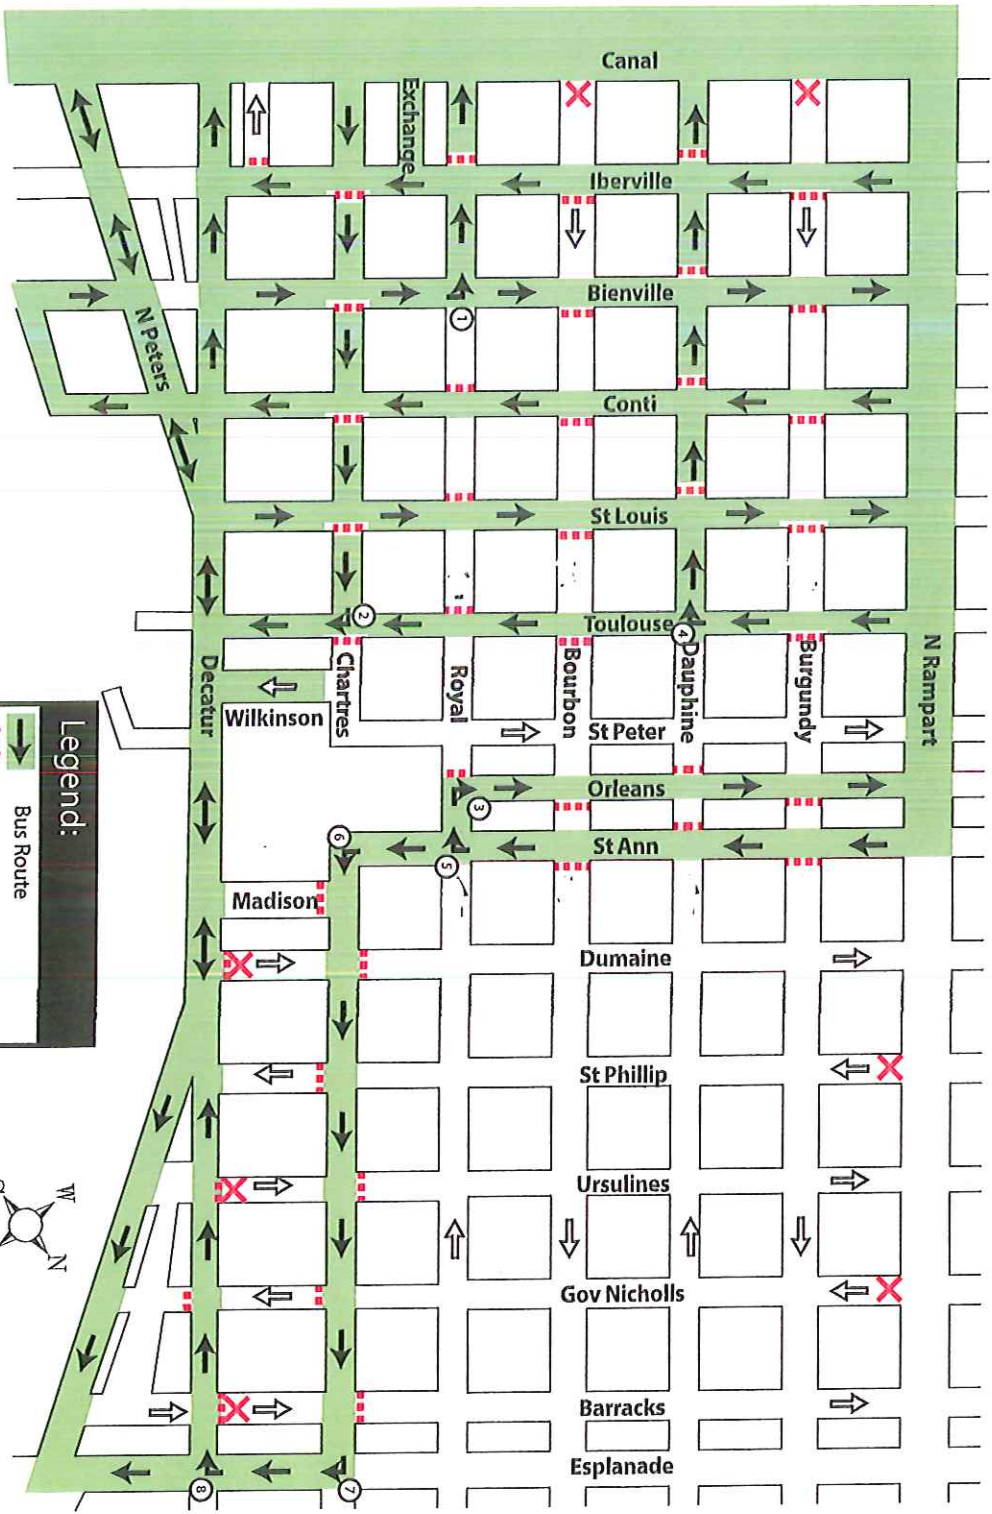 Canal
Exchange
Iberville
Bienville
1
N Peters
Conti
St Louis
2
Toulouse
4
Decatur
Chartres
Royal
Bourbon
Dauphine
Burgundy
N Rampart
Wilkinson
St Peter
Orleans
3
St Ann
5
6
Madison
Dumaine
St Phillip
Ursulines
Gov Nicholls
Barracks
Esplanade
7
8
Legend:
Bus Route
W
N